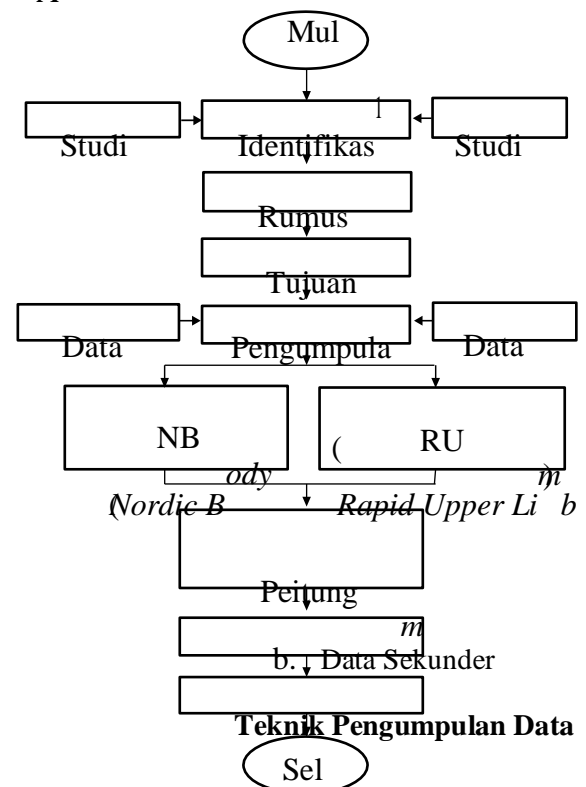 Mul
Studi Identifikas Studi
Rumus
Tujuan
Data Pengumpula Data
NB ( RU
ody m)
(Nordic B Rapid Upper Li b
Peitung
m
b. Data Sekunder
Teknik Pengumpulan Data
Sel